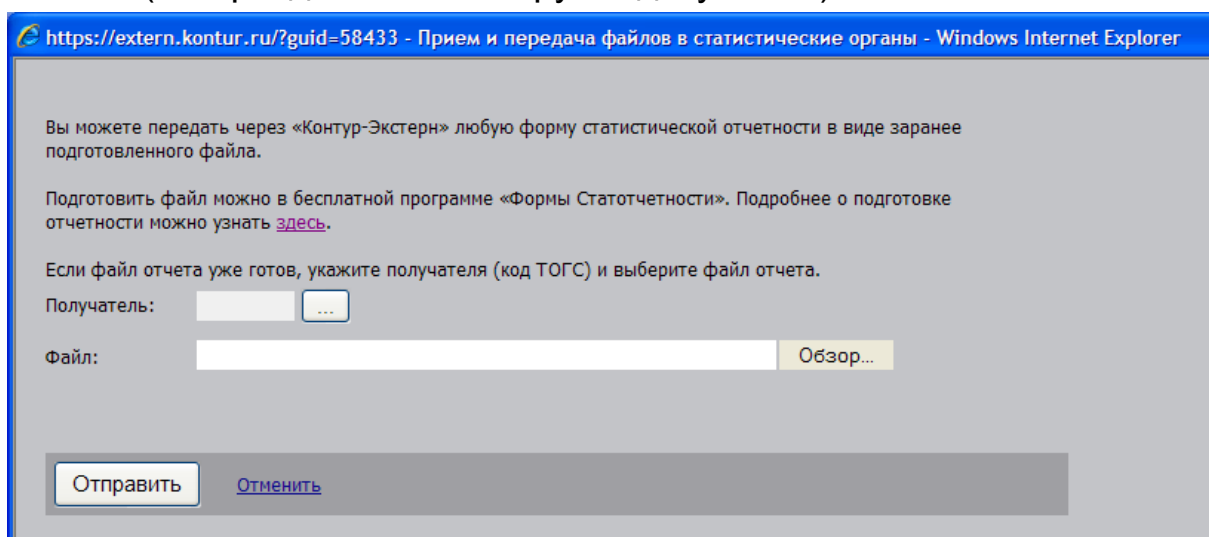 https://extern.kontur.ru/?guid=58433 - Прием и передача файлов в статистические органы - Windows Internet Explorer
Вы можете передать через «Контур-Экстерн» любую форму статистической отчетности в виде заранее
подготовленного файла.
Подготовить файл можно в бесплатной программе «Формы Статотчетности». Подробнее о подготовке
отчетности можно узнать здесь.
Если файл отчета уже готов, укажите получателя (код ТОГС) и выберите файл отчета.
Получатель: ...
Файл: Обзор...
Отправить Отменить